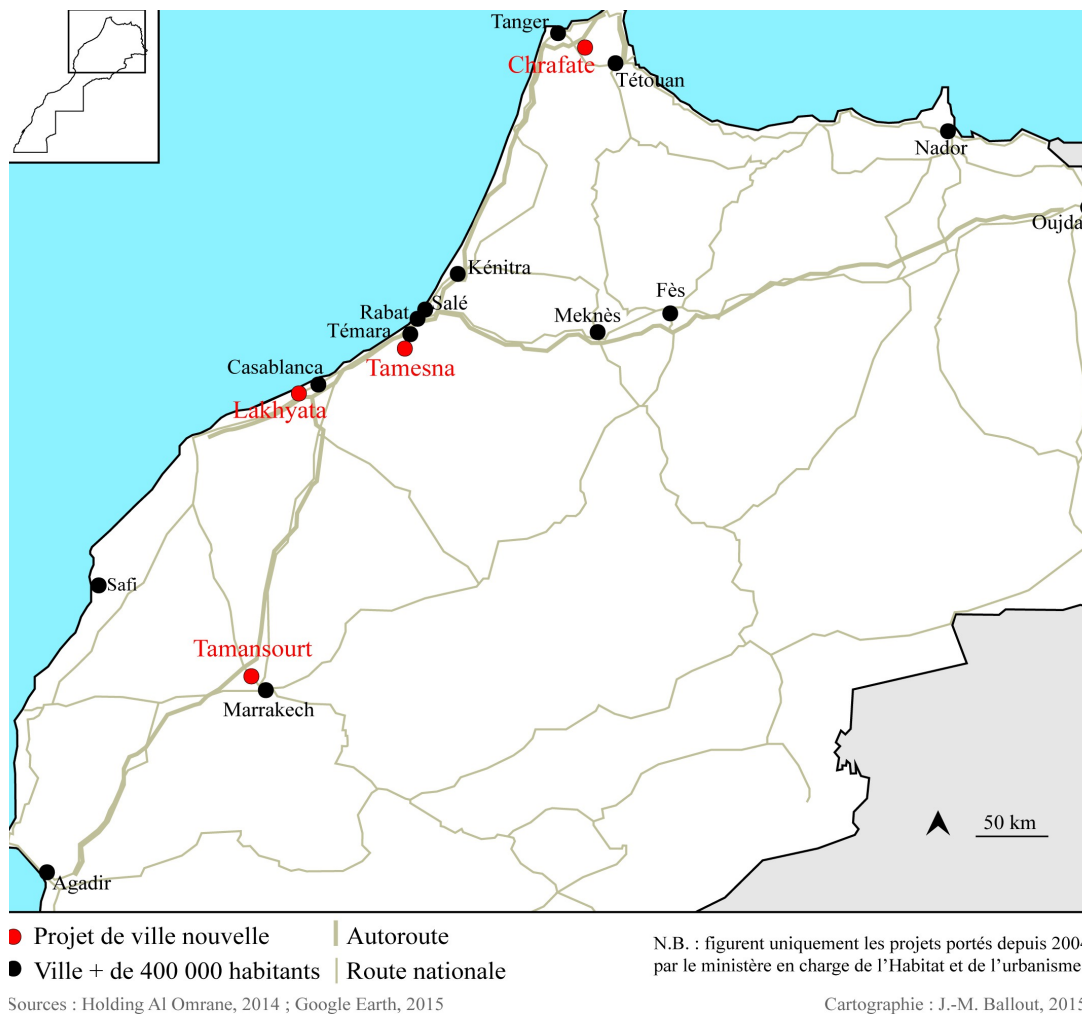 Tanger
Chrafate
Tétouan
Nador
Oujda
Kénitra
Salé
Rabat
Fès
Meknès
Témara
Tamesna
Casablanca
Lakhyata
Safi
Tamansourt
Marrakech
50 km
Agadir
Projet de ville nouvelle
Autoroute
Ville + de 400 000 habitants
Route nationale
N.B. : figurent uniquement les projets portés depuis 2004
par le ministère en charge de l'Habitat et de l'urbanisme
Sources : Holding Al Omrane, 2014 ; Google Earth, 2015
Cartographie : J.-M. Ballout, 2015